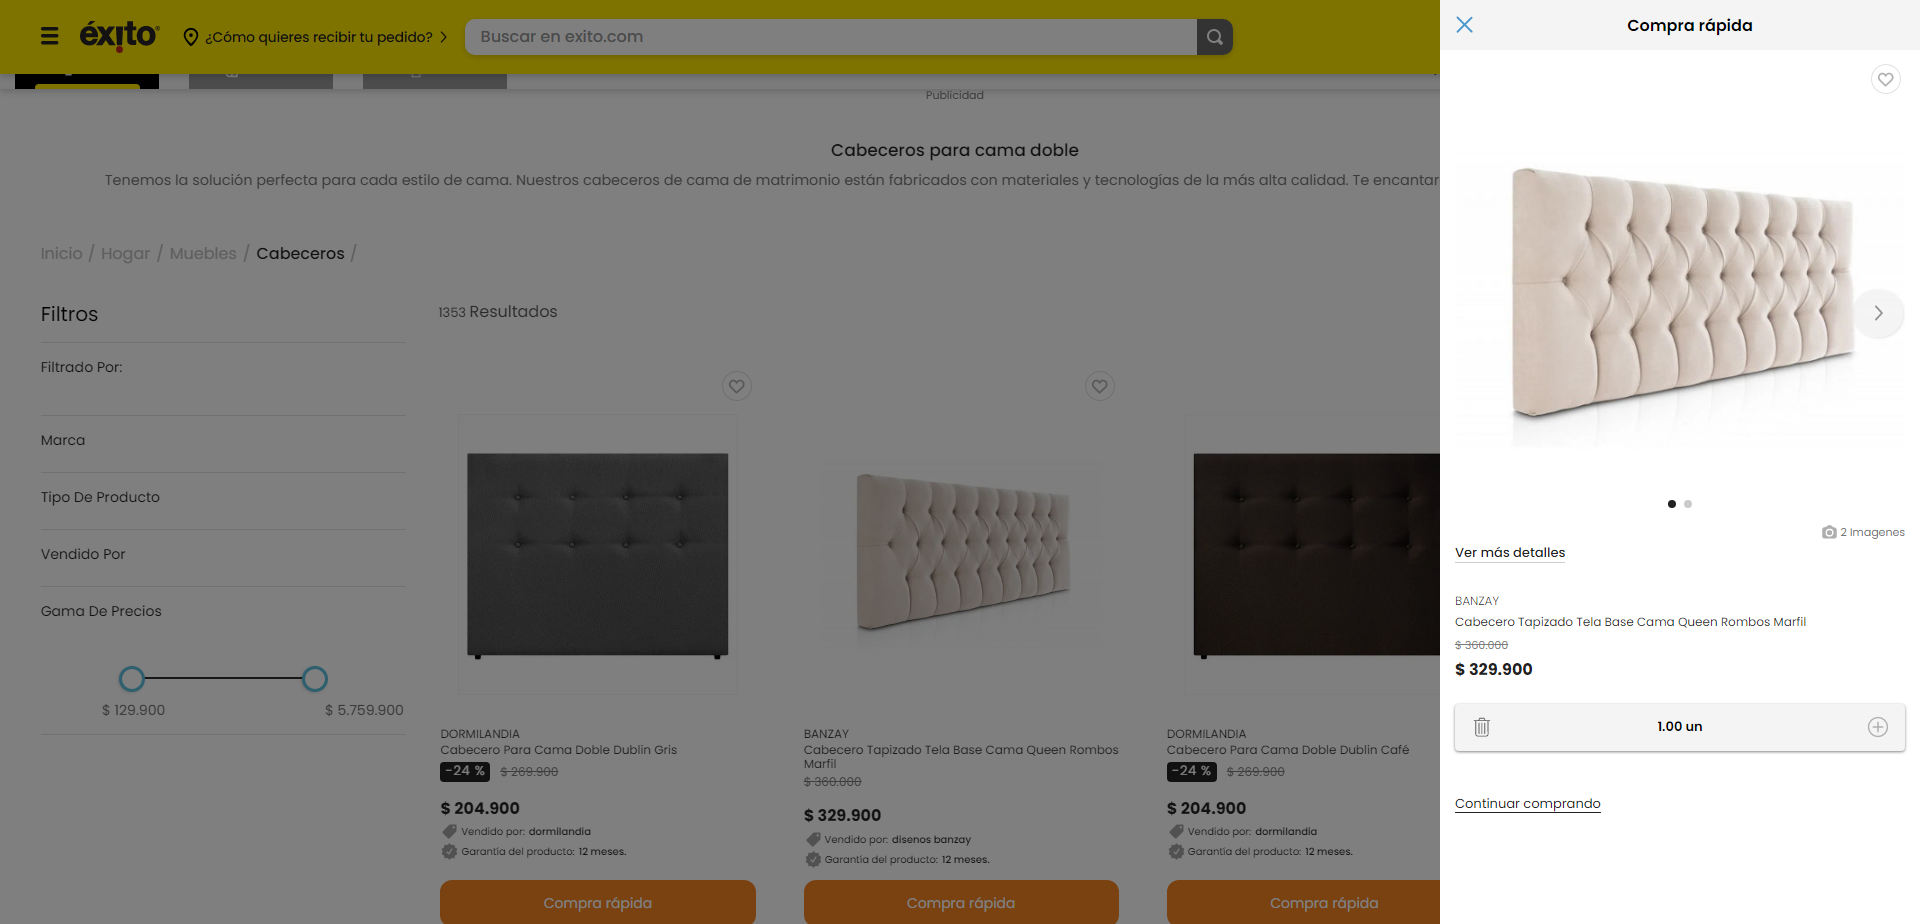 éxito
¿Cómo quieres recibir tu pedido?
Buscar en exito.com
Publicidad
Cabeceros para cama doble
Tenemos la solución perfecta para cada estilo de cama. Nuestros cabeceros de cama de matrimonio están fabricados con materiales y tecnologías de la más alta calidad. Te encantar
Inicio / Hogar / Muebles / Cabeceros /
Filtros
Filtrado Por:
Marca
Tipo De Producto
Vendido Por
Gama De Precios
$ 129.900
$ 5.759.900
1353 Resultados
DORMILANDIA
Cabecero Para Cama Doble Dublin Gris
-24 % $ 269.900
$ 204.900
Vendido por: dormilandia
Garantía del producto: 12 meses.
Compra rápida
BANZAY
Cabecero Tapizado Tela Base Cama Queen Rombos
Marfil
$ 360.000
$ 329.900
Vendido por: disenos banzay
Garantía del producto: 12 meses.
Compra rápida
DORMILANDIA
Cabecero Para Cama Doble Dublin Café
-24 % $ 269.900
$ 204.900
Vendido por: dormilandia
Garantía del producto: 12 meses.
Compra rápida
Compra rápida
2 Imagenes
Ver más detalles
BANZAY
Cabecero Tapizado Tela Base Cama Queen Rombos Marfil
$ 360.000
$ 329.900
1.00 un
Continuar comprando